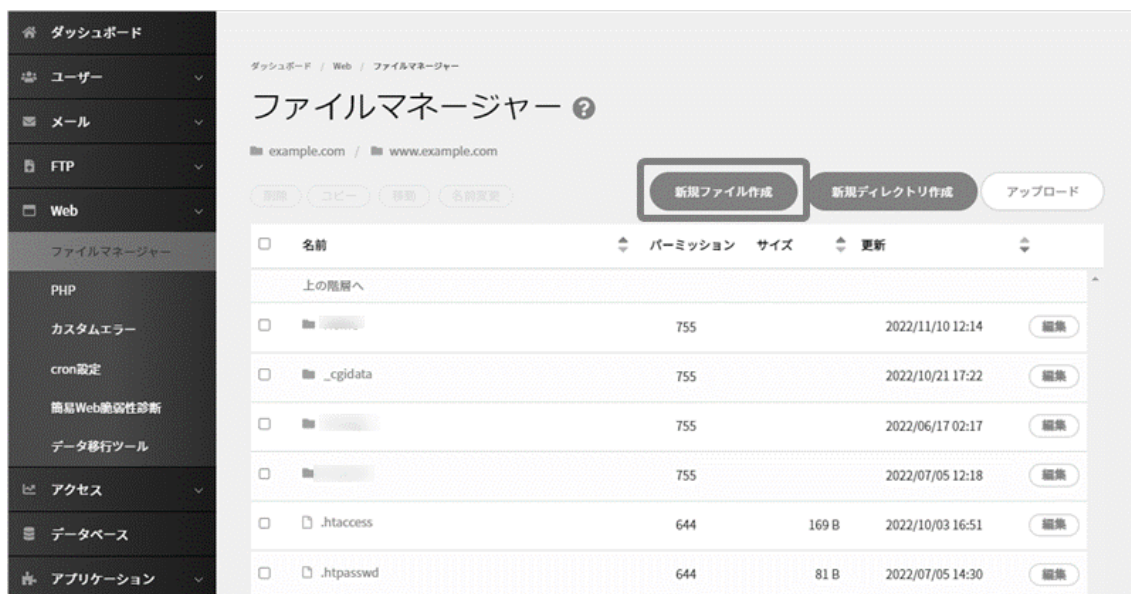 ダッシュボード
ユーザー
メール
FTP
Web
ファイルマネージャー
PHP
カスタムエラー
cron設定
簡易Web脆弱性診断
データ移行ツール
アクセス
データベース
アプリケーション
ダッシュボード / Web / ファイルマネージャー
ファイルマネージャー ?
example.com / www.example.com
削除 コピー 移動 名前変更 新規ファイル作成 新規ディレクトリ作成 アップロード
名前 パーミッション サイズ 更新
上の階層へ
755 2022/11/10 12:14 編集
_cgidata 755 2022/10/21 17:22 編集
755 2022/06/17 02:17 編集
755 2022/07/05 12:18 編集
.htaccess 644 169 B 2022/10/03 16:51 編集
.htpasswd 644 81 B 2022/07/05 14:30 編集